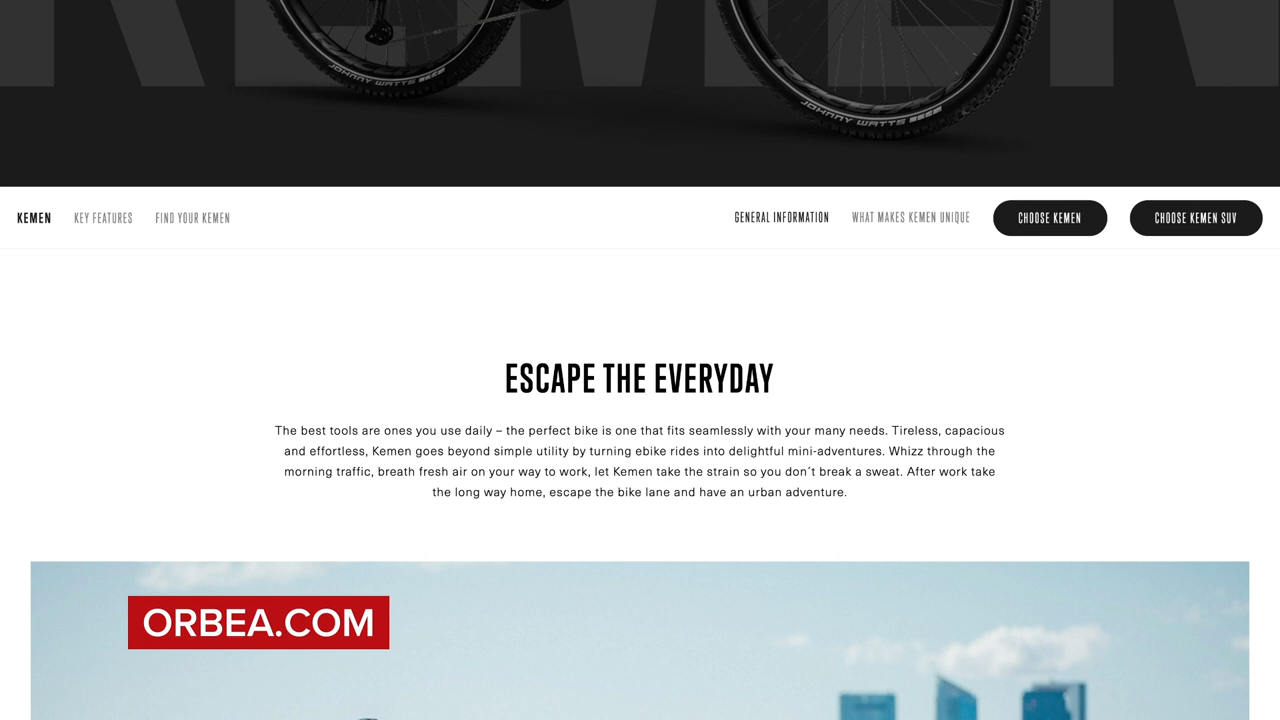 KEMEN
JOHNNY WATTS
JOHNNY WATTS
KEMEN KEY FEATURES FIND YOUR KEMEN GENERAL INFORMATION WHAT MAKES KEMEN UNIQUE CHOOSE KEMEN CHOOSE KEMEN SUV
ESCAPE THE EVERYDAY
The best tools are ones you use daily – the perfect bike is one that fits seamlessly with your many needs. Tireless, capacious
and effortless, Kemen goes beyond simple utility by turning ebike rides into delightful mini-adventures. Whizz through the
morning traffic, breath fresh air on your way to work, let Kemen take the strain so you don´t break a sweat. After work take
the long way home, escape the bike lane and have an urban adventure.
ORBEA.COM